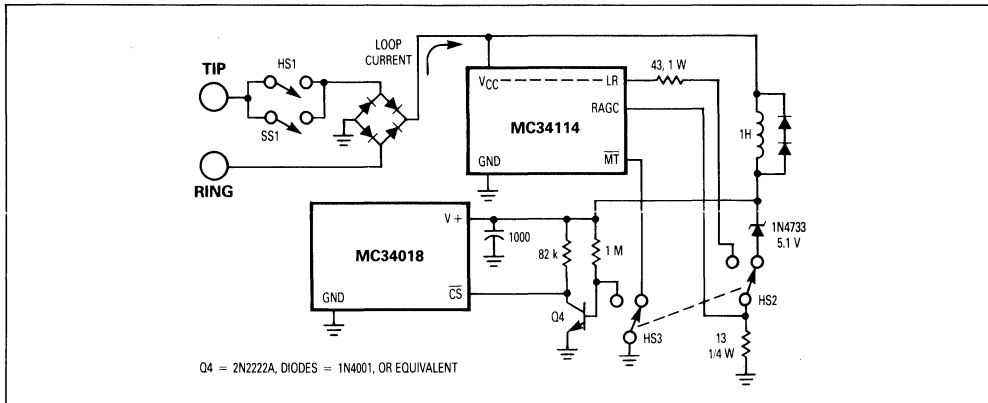 LOOP
CURRENT
TIP
HS1
SS1
RING
VCC
LR
43, 1 W
RAGC
MC34114
GND
MT
1H
1N4733
5.1 V
V +
1000
82 k
1 M
MC34018
GND
CS
Q4
HS3
HS2
13
1/4 W
Q4 = 2N2222A, DIODES = 1N4001, OR EQUIVALENT